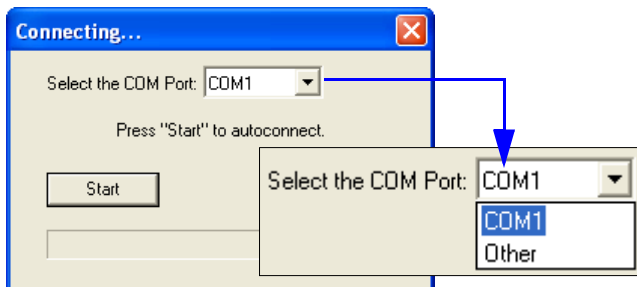 Connecting...
Select the COM Port: COM1
Press "Start" to autoconnect.
Start
Select the COM Port: COM1
COM1
Other